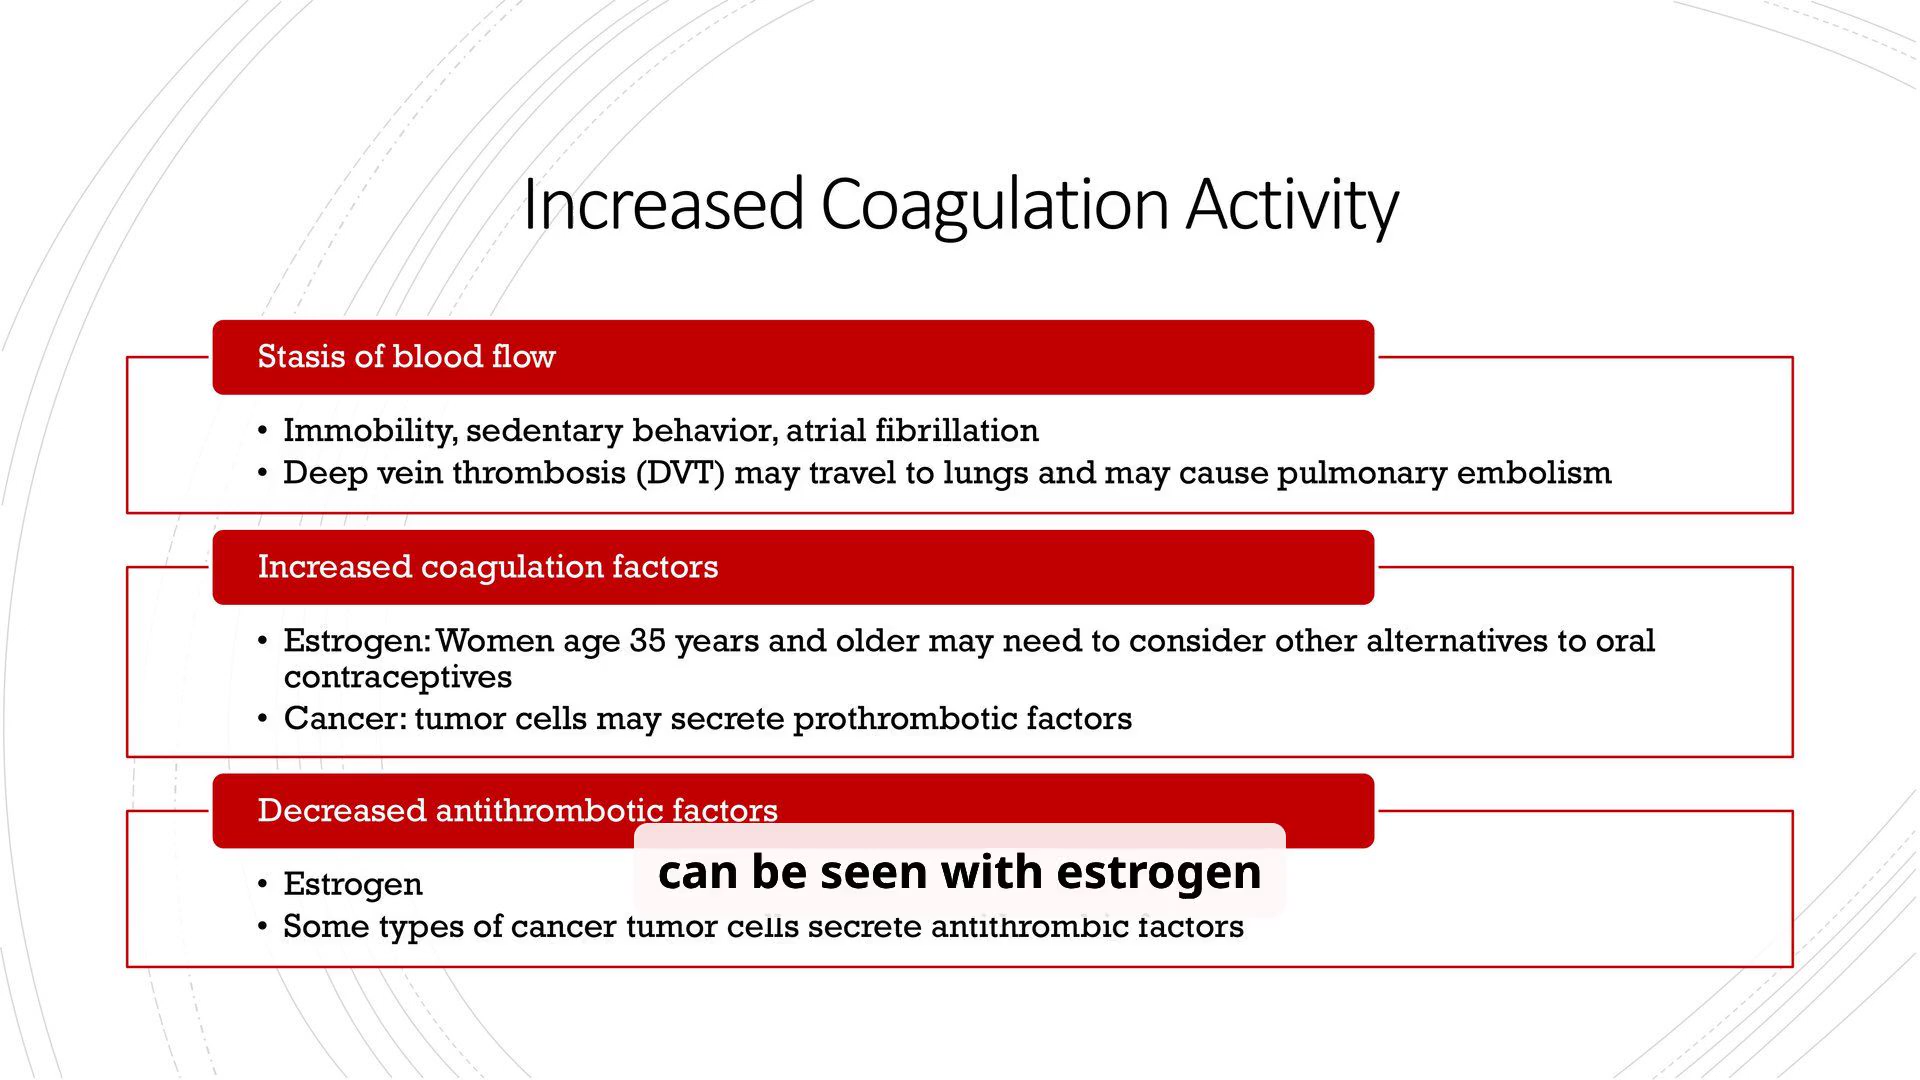 Increased Coagulation Activity
Stasis of blood flow
• Immobility, sedentary behavior, atrial fibrillation
• Deep vein thrombosis (DVT) may travel to lungs and may cause pulmonary embolism
Increased coagulation factors
• Estrogen: Women age 35 years and older may need to consider other alternatives to oral
contraceptives
• Cancer: tumor cells may secrete prothrombotic factors
Decreased antithrombotic factors
can be seen with estrogen
• Estrogen
• Some types of cancer tumor cells secrete antithrombic factors